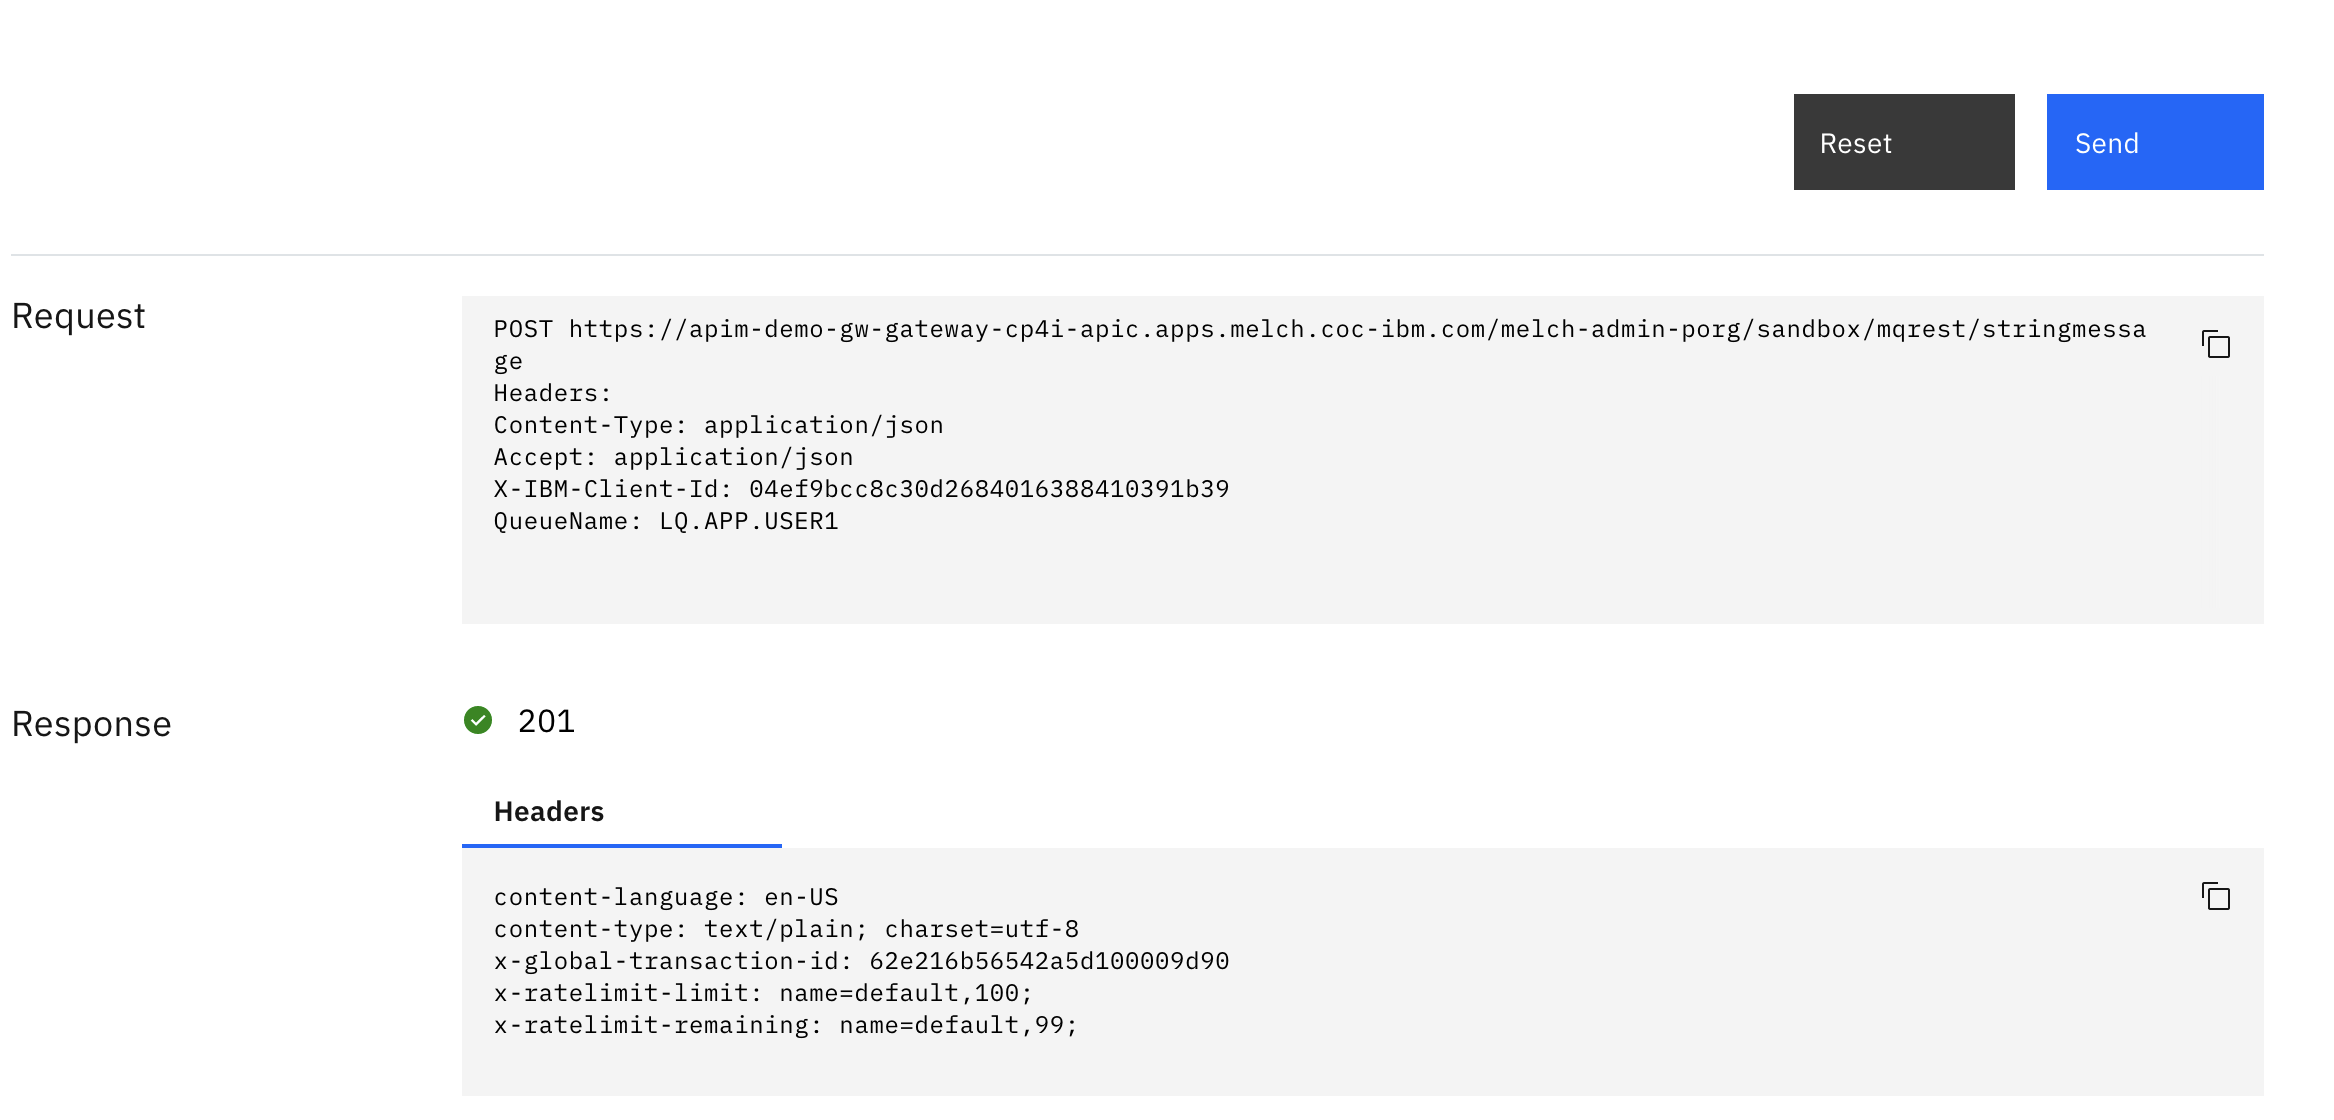 Reset
Send
Request
POST https://apim-demo-gw-gateway-cp4i-apic.apps.melch.coc-ibm.com/melch-admin-porg/sandbox/mqrest/stringmessa
ge
Headers:
Content-Type: application/json
Accept: application/json
X-IBM-Client-Id: 04ef9bcc8c30d2684016388410391b39
QueueName: LQ.APP.USER1
Response
201
Headers
content-language: en-US
content-type: text/plain; charset=utf-8
x-global-transaction-id: 62e216b56542a5d100009d90
x-ratelimit-limit: name=default,100;
x-ratelimit-remaining: name=default,99;